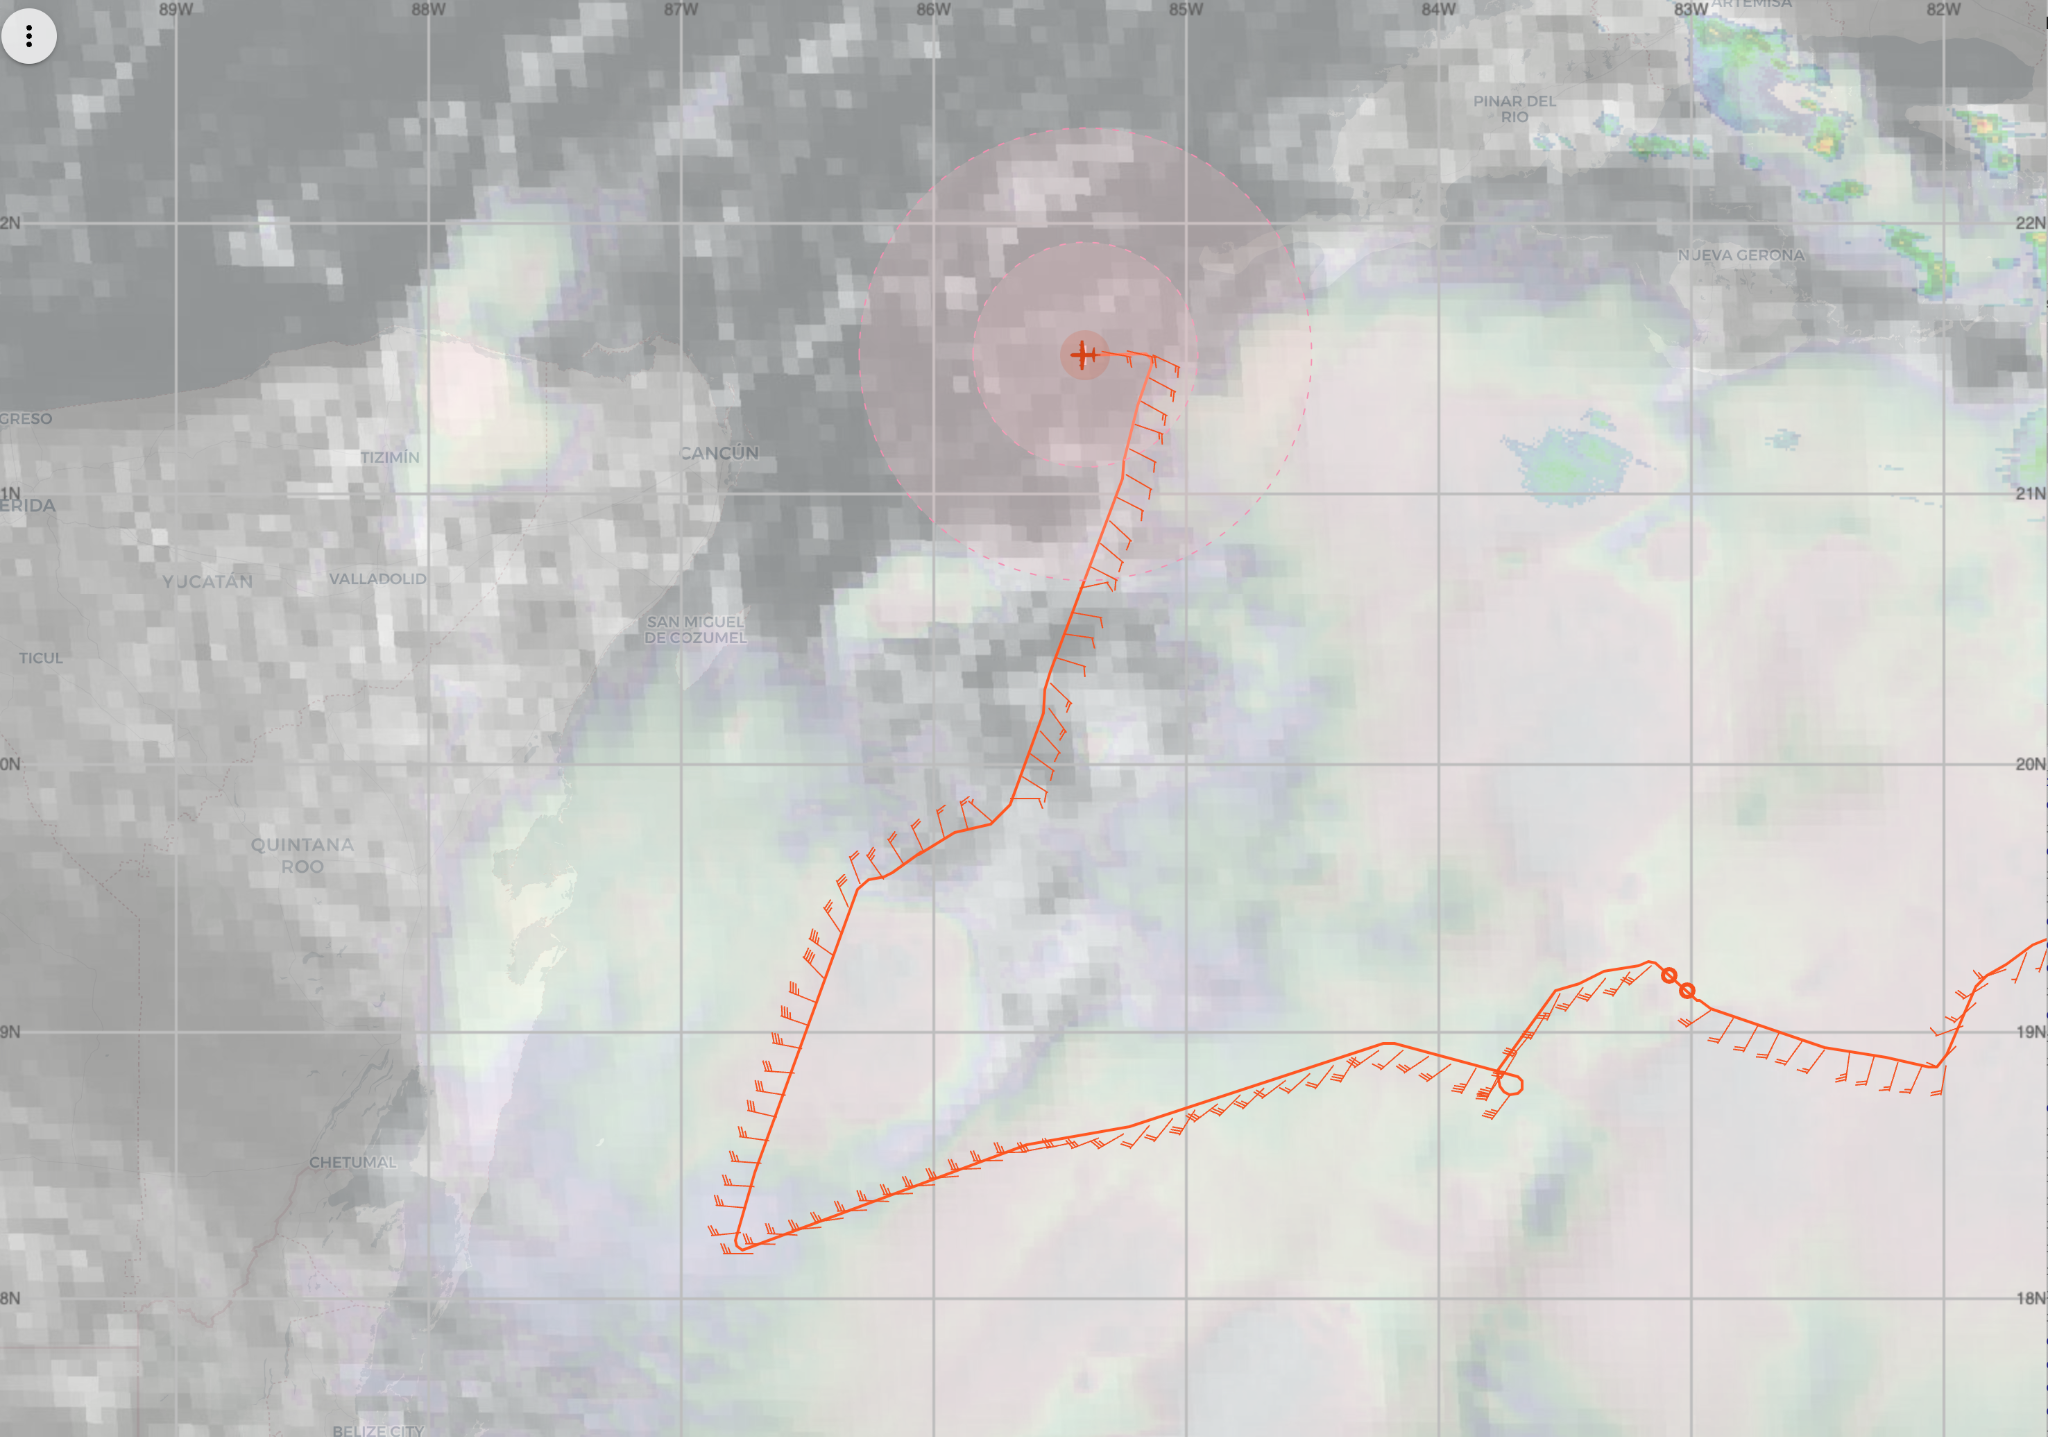 89W 88W 87W 86W 85W 84W 83W 82W
ARTEMISA
PINAR DEL
RIO
2N 22N
NUEVA GERONA
GRESO
CANCÚN
TIZIMÍN
1N 21N
ERIDA
VALLADOLID
YUCATÁN
SAN MIGUEL
DE COZUMEL
TICUL
0N 20N
QUINTANA
ROO
9N 19N
CHETUMAL
8N 18N
BELIZE CITY